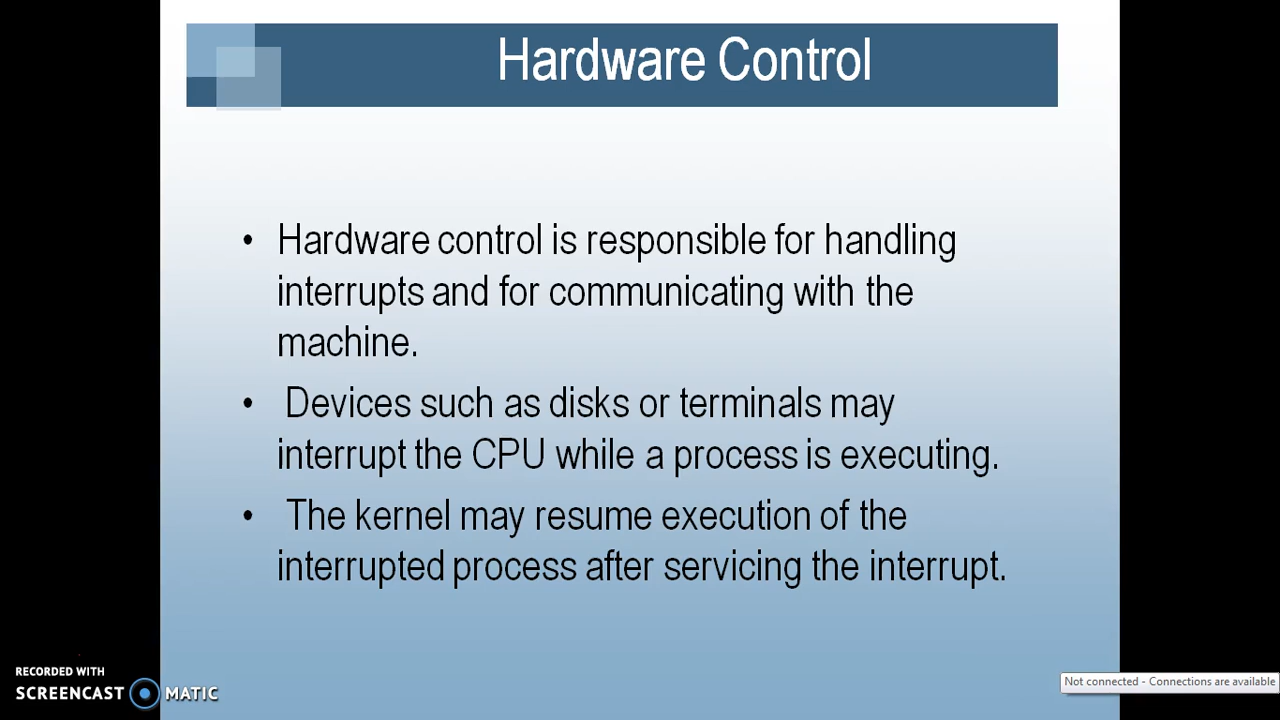 Hardware Control
• Hardware control is responsible for handling
interrupts and for communicating with the
machine.
• Devices such as disks or terminals may
interrupt the CPU while a process is executing.
• The kernel may resume execution of the
interrupted process after servicing the interrupt.
RECORDED WITH
SCREENCAST MATIC
Not connected - Connections are available